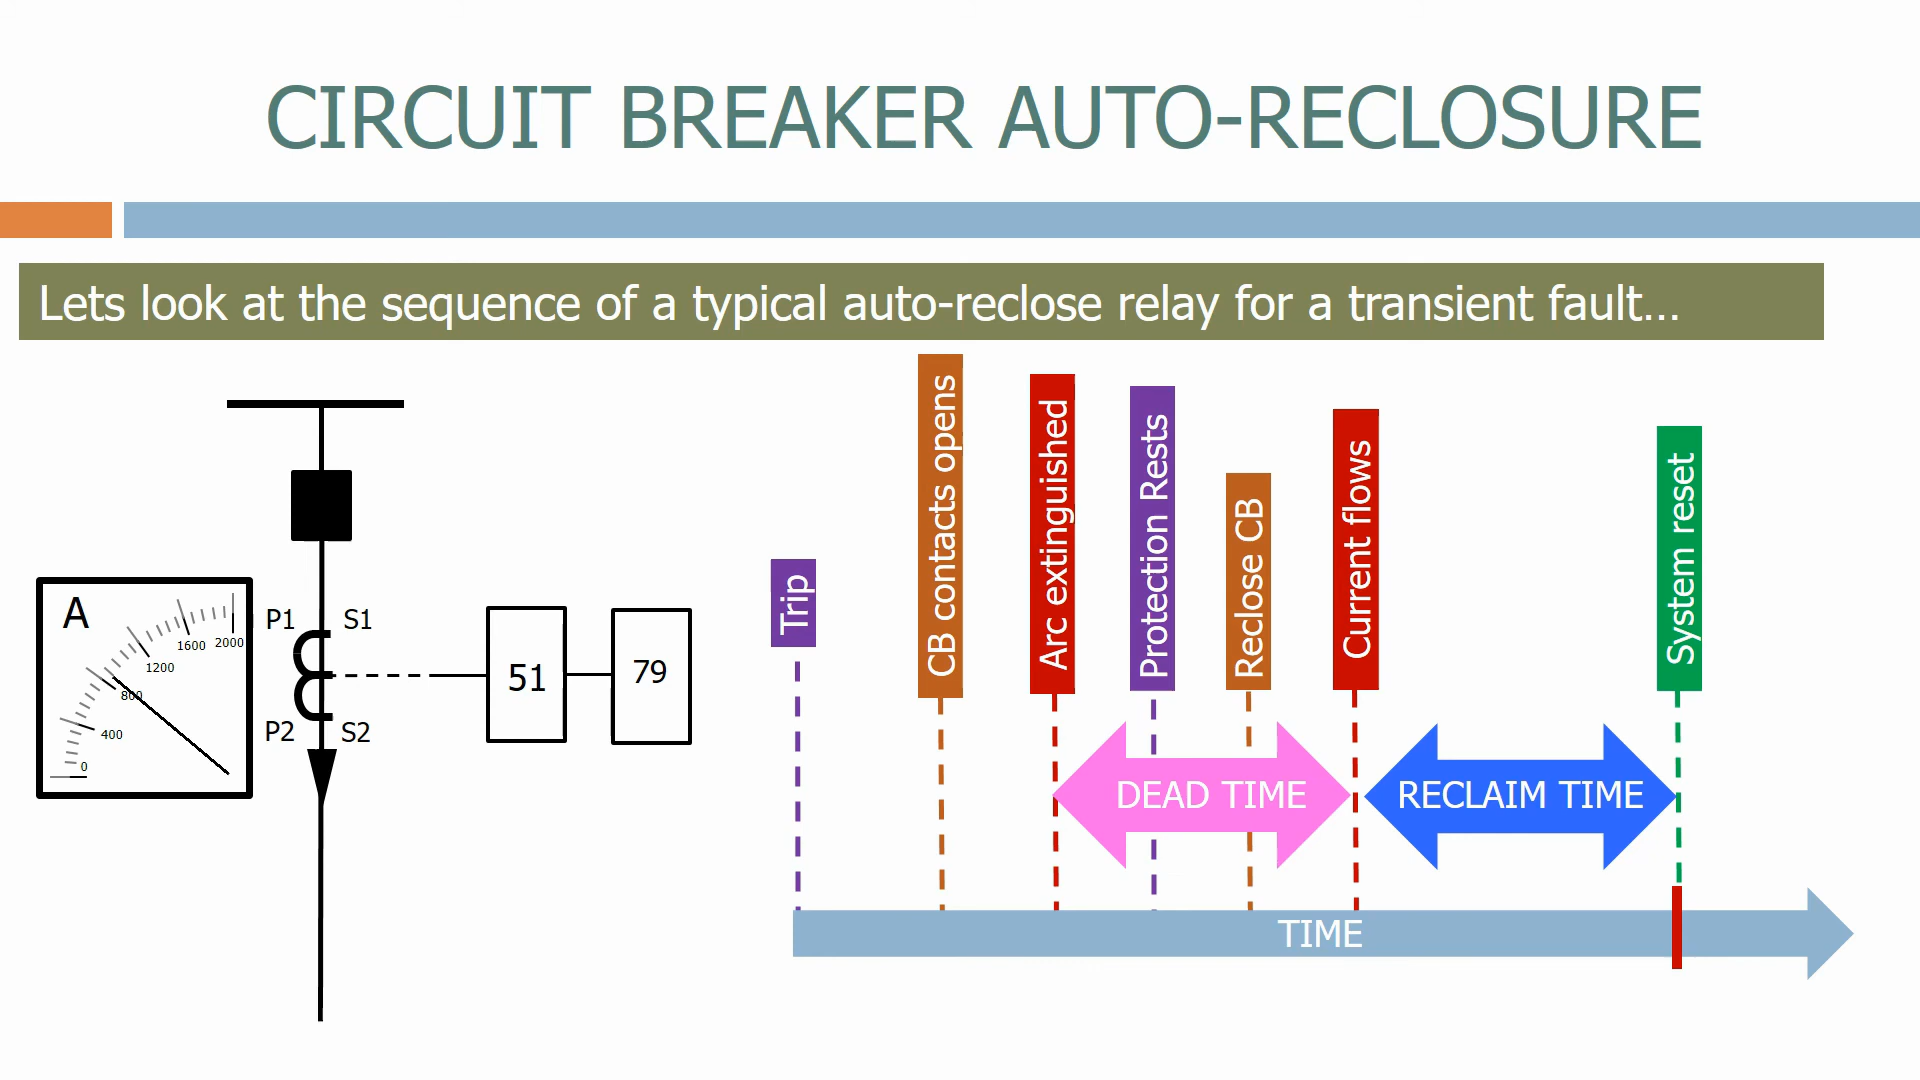 CIRCUIT BREAKER AUTO-RECLOSURE
Lets look at the sequence of a typical auto-reclose relay for a transient fault...
A
0
400
800
1200
1600
2000
P1
S1
P2
S2
51
79
Trip
CB contacts opens
Arc extinguished
Protection Rests
Reclose CB
Current flows
System reset
DEAD TIME
RECLAIM TIME
TIME